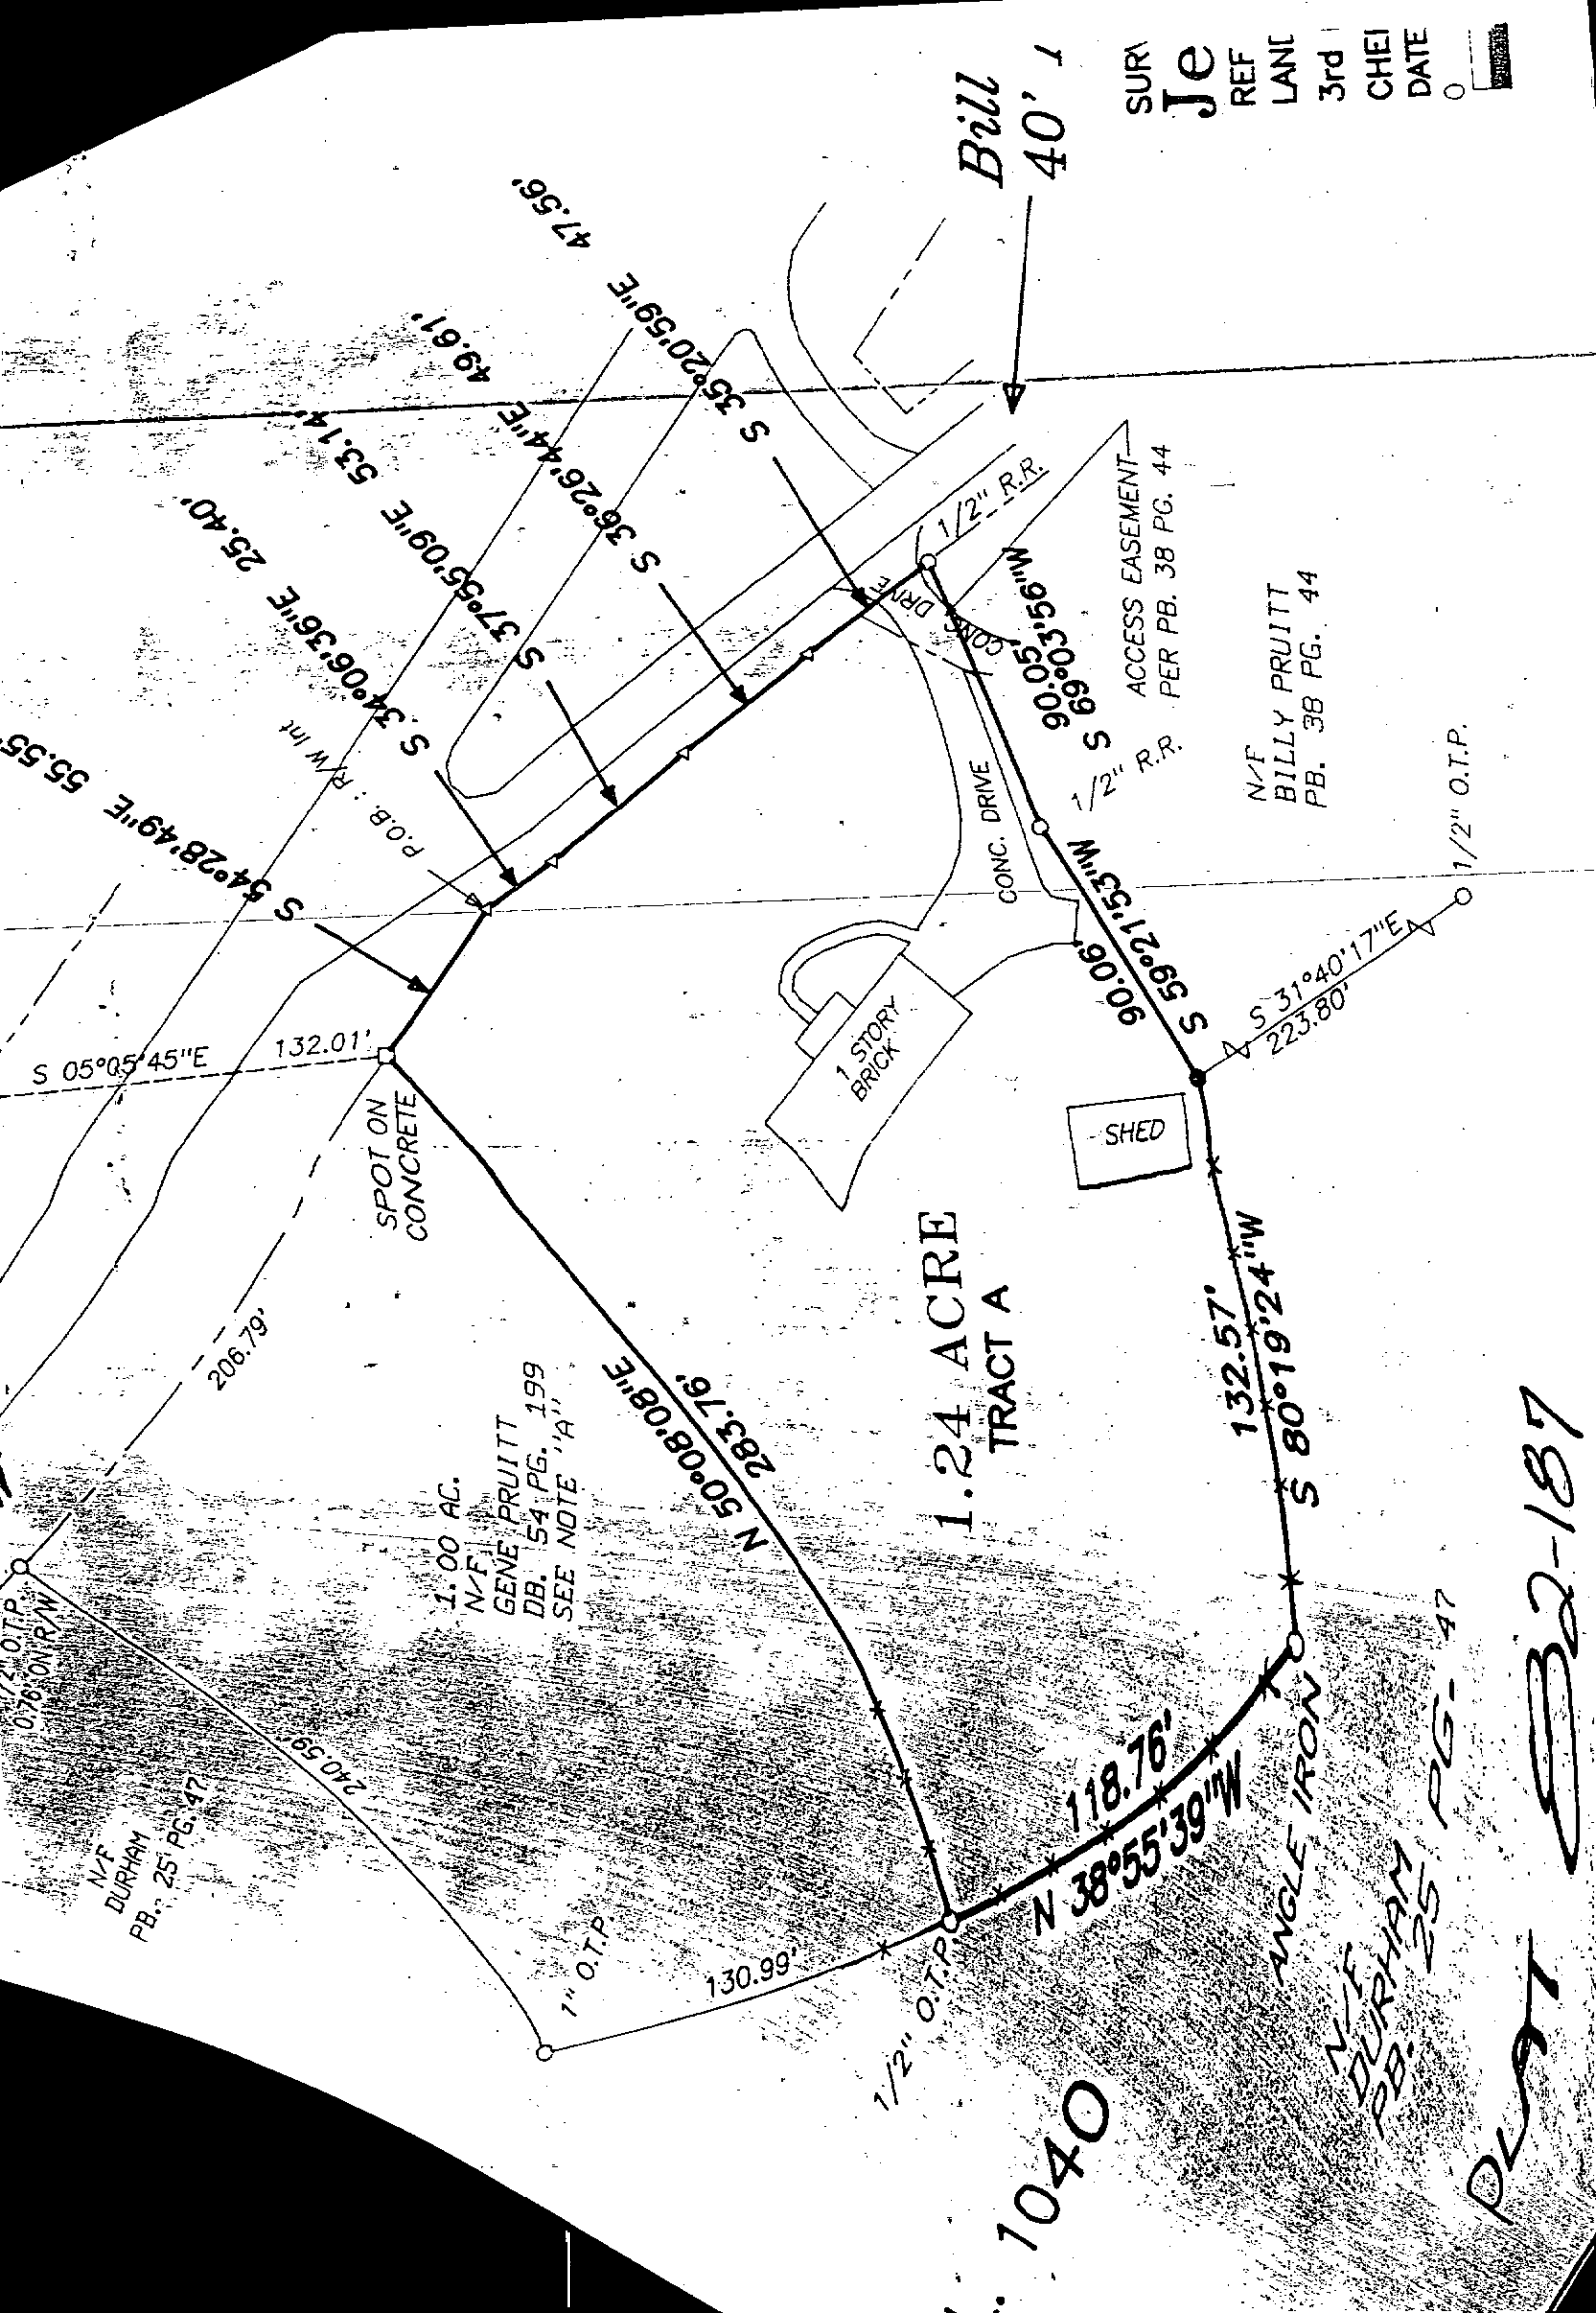 SURV
Je
REF
LAND
3rd
CHEI
DATE
Bill
40'
47.56'
S 35°20'59"E
49.61'
S 36°26'44"E
53.14'
S 37°55'09"E
25.40'
S 34°06'36"E
P.O.B. : R/W Int
55.55'
S 54°28'49"E
S 05°05'45"E 132.01'
SPOT ON
CONCRETE
206.79'
1/2" R.R.
CONC. DRIVE
90.05'
S 69°03'56"W
ACCESS EASEMENT
PER PB. 38 PG. 44
1/2" R.R.
N/F
BILLY PRUITT
PB. 38 PG. 44
1/2" O.T.P.
CONC. DRIVE
90.06'
S 59°21'53"W
S 31°40'17"E
223.80'
1 STORY
BRICK
SHED
1.24 ACRE
TRACT A
132.57'
S 80°19'24"W
N 50°08'08"E
283.76'
1.00 AC.
N/F
GENE PRUITT
DB. 54 PG. 199
SEE NOTE "A"
1/2 O.T.P.
0.76 ON R/W
240.59'
N/F
DURHAM
PB. 25 PG. 47
1" O.T.P.
130.99'
1/2" O.T.P.
118.76'
N 38°55'39"W
ANGLE IRON
N/F
DURHAM
PB. 25 PG. 47
1040
PLAT B2-187